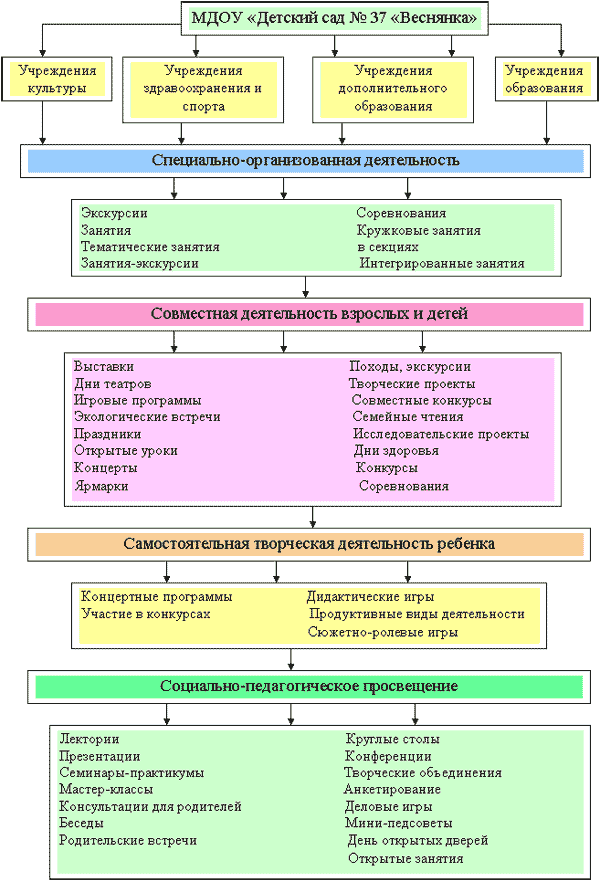 МДОУ «Детский сад № 37 «Веснянка»
Учреждения
культуры
Учреждения
здравоохранения и
спорта
Учреждения
дополнительного
образования
Учреждения
образования
Специально-организованная деятельность
Экскурсии
Занятия
Тематические занятия
Занятия-экскурсии
Соревнования
Кружковые занятия
в секциях
Интегрированные занятия
Совместная деятельность взрослых и детей
Выставки
Дни театров
Игровые программы
Экологические встречи
Праздники
Открытые уроки
Концерты
Ярмарки
Походы, экскурсии
Творческие проекты
Совместные конкурсы
Семейные чтения
Исследовательские проекты
Дни здоровья
Конкурсы
Соревнования
Самостоятельная творческая деятельность ребенка
Концертные программы
Участие в конкурсах
Дидактические игры
Продуктивные виды деятельности
Сюжетно-ролевые игры
Социально-педагогическое просвещение
Лектории
Презентации
Семинары-практикумы
Мастер-классы
Консультации для родителей
Беседы
Родительские встречи
Круглые столы
Конференции
Творческие объединения
Анкетирование
Деловые игры
Мини-педсоветы
День открытых дверей
Открытые занятия